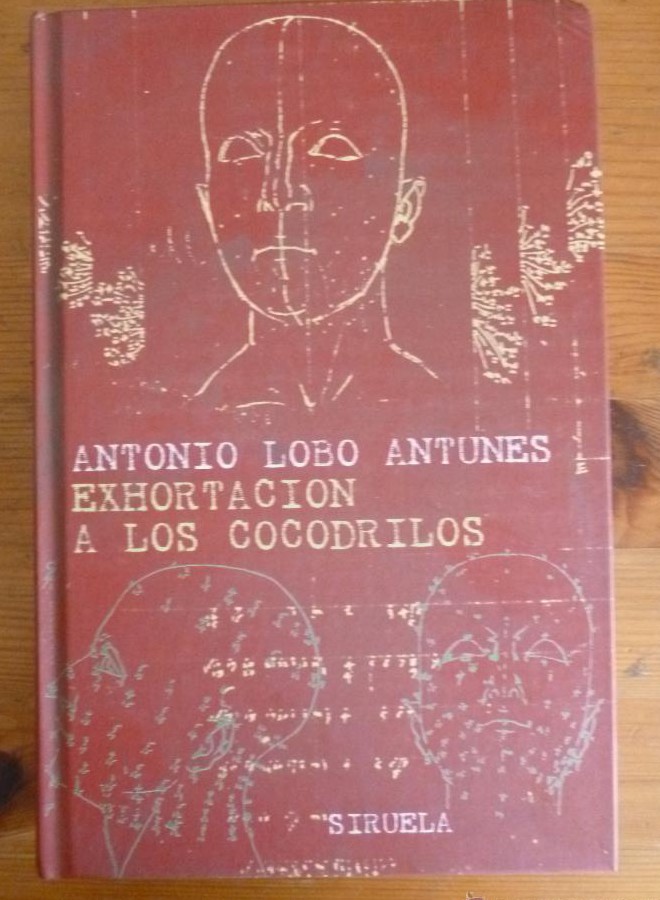 ANTONIO LOBO ANTUNES
EXHORTACION
A LOS COCODRILOS
SIRUELA